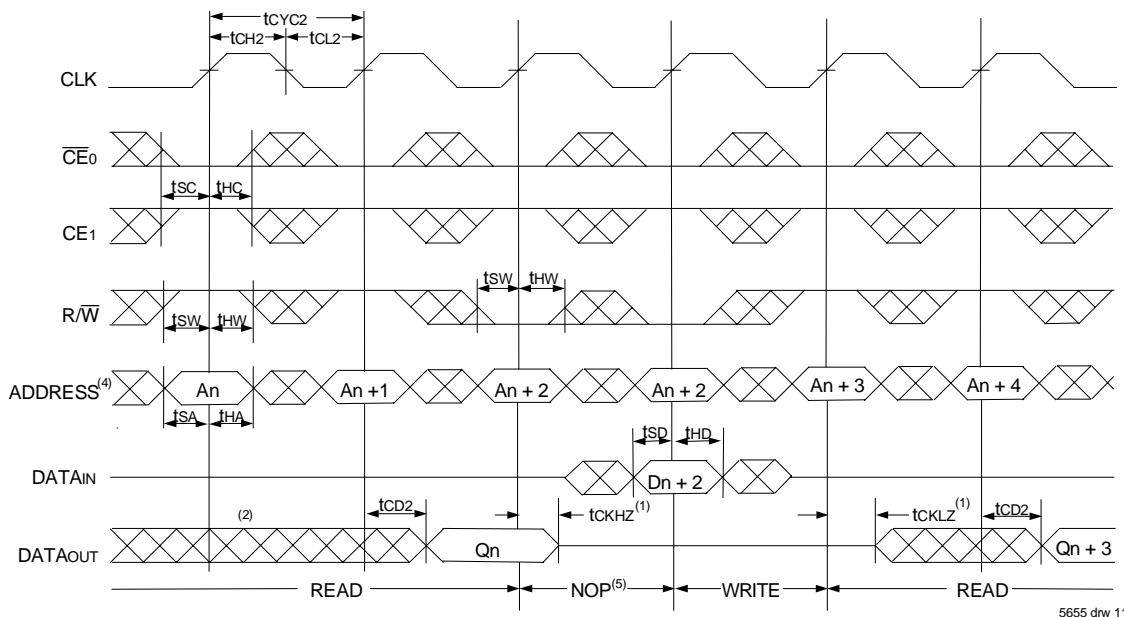 tCYC2
tCH2 tCL2
CLK
CE0
tSC tHC
CE1
tSW tHW
R/W
tSW tHW
ADDRESS(4) An An +1 An + 2 An + 2 An + 3 An + 4
tSA tHA
tSD tHD
DATAIN Dn + 2
(2) tCD2 tCKHZ(1) tCKLZ(1) tCD2
DATAOUT Qn Qn + 3
READ NOP(5) WRITE READ
5655 drw 11